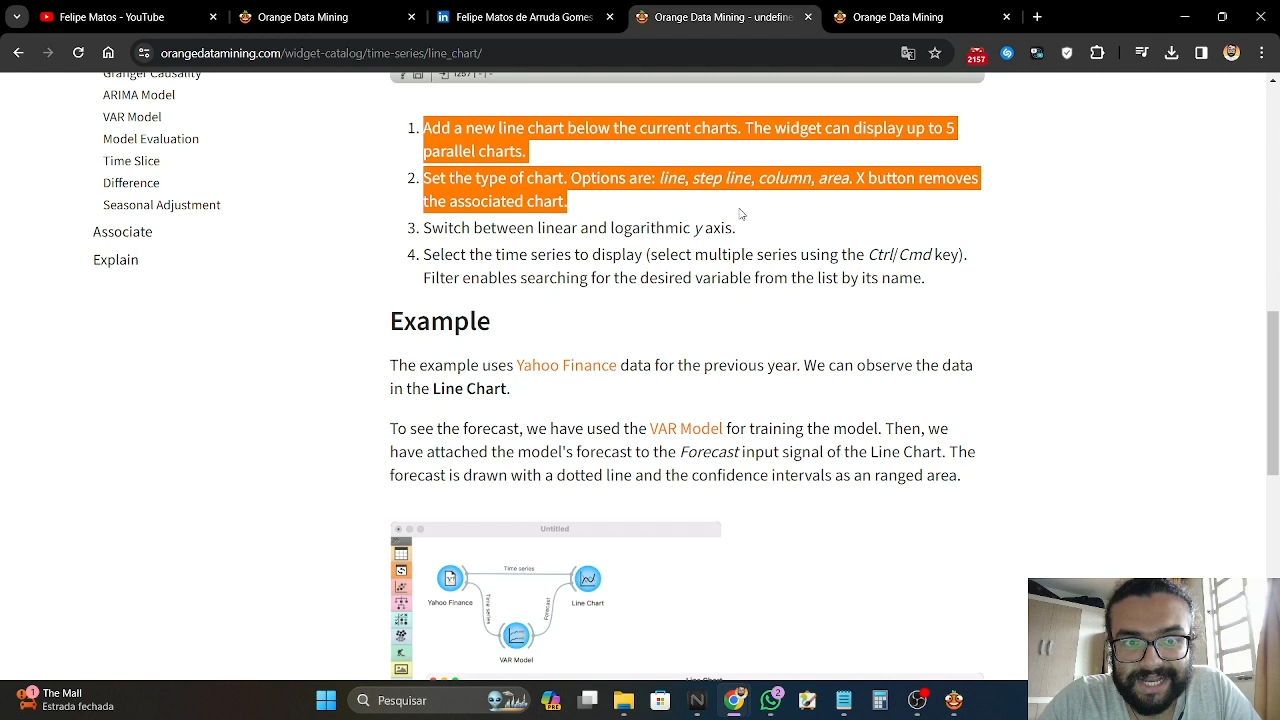 Felipe Matos - YouTube
Orange Data Mining
Felipe Matos de Arruda Gomes
Orange Data Mining - undefine
Orange Data Mining
orangedatamining.com/widget-catalog/time-series/line_chart/
2157
Granger Causality
ARIMA Model
VAR Model
Model Evaluation
Time Slice
Difference
Seasonal Adjustment
Associate
Explain
1257 | - | -
1. Add a new line chart below the current charts. The widget can display up to 5
parallel charts.
2. Set the type of chart. Options are: line, step line, column, area. X button removes
the associated chart.
3. Switch between linear and logarithmic y axis.
4. Select the time series to display (select multiple series using the Ctrl/Cmd key).
Filter enables searching for the desired variable from the list by its name.
Example
The example uses Yahoo Finance data for the previous year. We can observe the data
in the Line Chart.
To see the forecast, we have used the VAR Model for training the model. Then, we
have attached the model's forecast to the Forecast input signal of the Line Chart. The
forecast is drawn with a dotted line and the confidence intervals as an ranged area.
Untitled
Time series
Yahoo Finance
Time series
Forecast
Line Chart
VAR Model
Line Chart
1
The Mall
Estrada fechada
Pesquisar
PRE
2